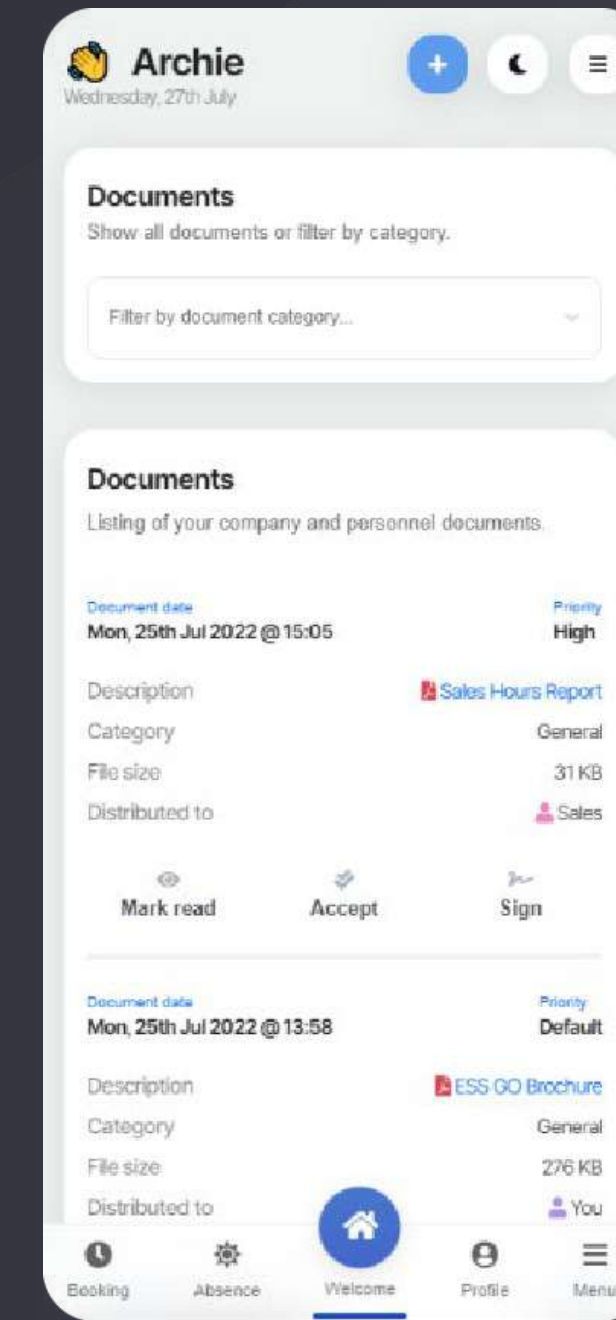 Archie
Wednesday, 27th July
Documents
Show all documents or filter by category.
Filter by document category...
Documents
Listing of your company and personnel documents.
Document date Priority
Mon, 25th Jul 2022 @ 15:05 High
Description Sales Hours Report
Category General
File size 31 KB
Distributed to Sales
Mark read Accept Sign
Document date Priority
Mon, 25th Jul 2022 @ 13:58 Default
Description ESS GO Brochure
Category General
File size 276 KB
Distributed to You
Booking Absence Welcome Profile Menu